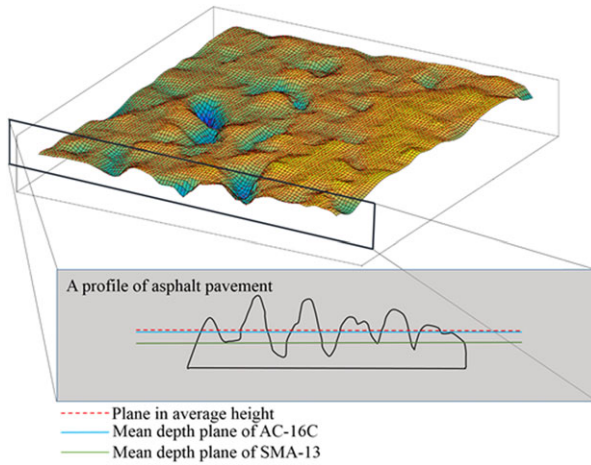 A profile of asphalt pavement
Plane in average height
Mean depth plane of AC-16C
Mean depth plane of SMA-13